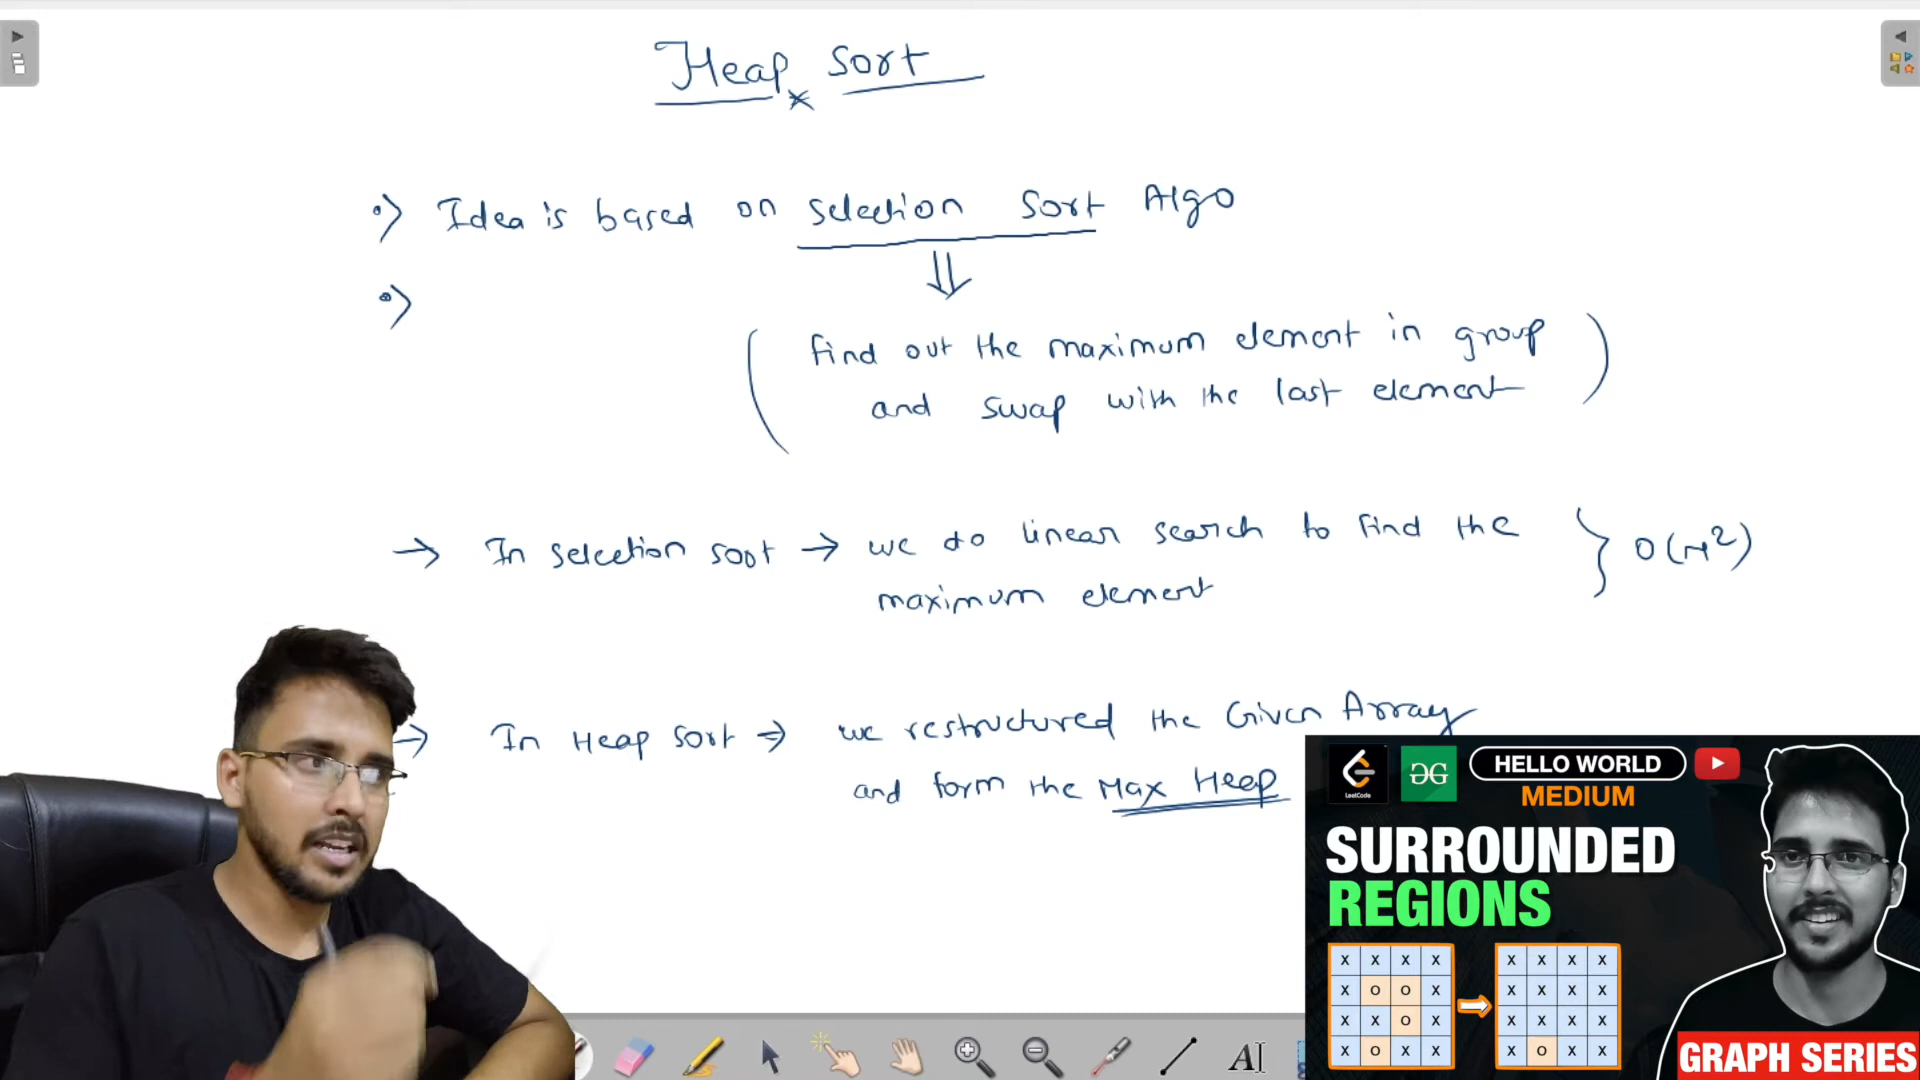 Heap Sort
Idea is based on Selection Sort Algo
find out the maximum element in group
and swap with the last element
→ In selection sort → we do linear search to find the
maximum element
O(N²)
→ In Heap sort → we restructured the Given Array
and form the Max Heap
LeetCode
HELLO WORLD
MEDIUM
SURROUNDED
REGIONS
X X X X X X X X
X O O X X X X X
X X O X X X X X
X O X X X O X X
GRAPH SERIES
AI